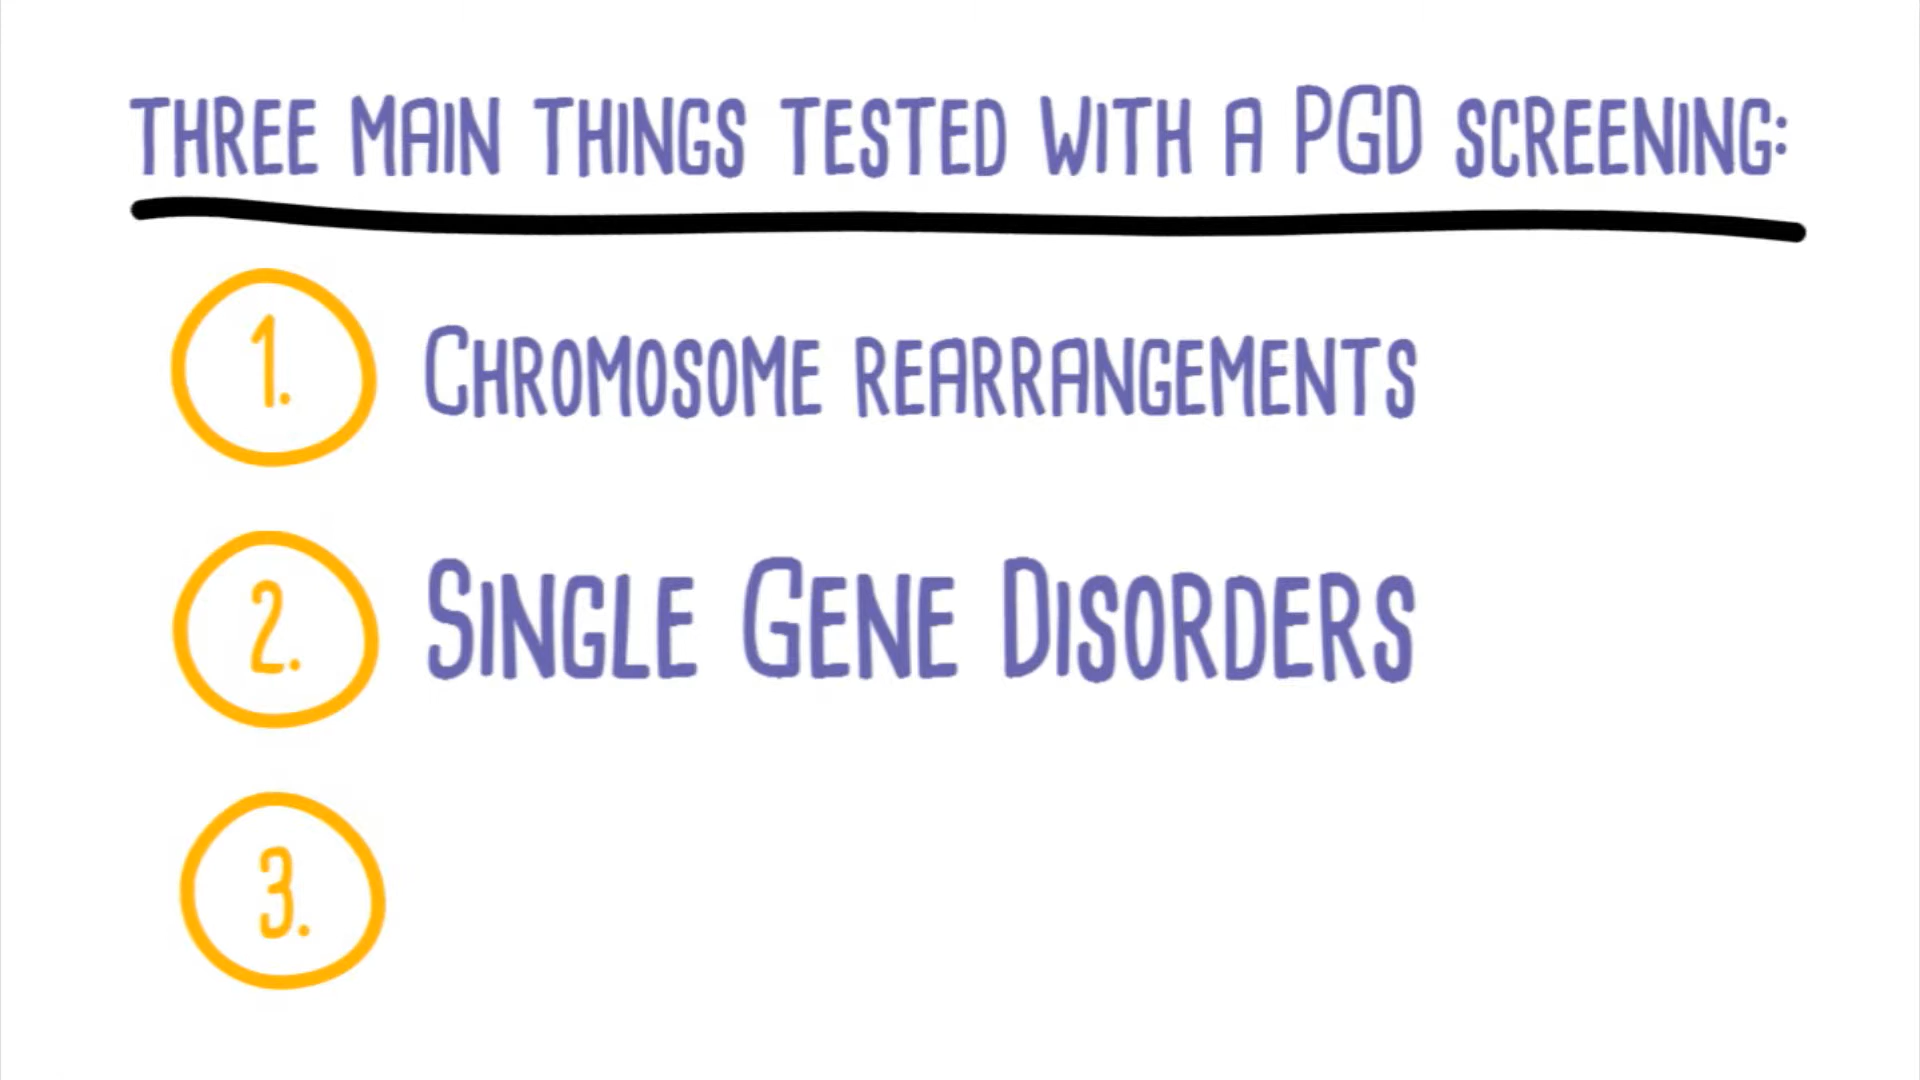 THREE MAIN THINGS TESTED WITH A PGD SCREENING:
1. CHROMOSOME REARRANGEMENTS
2. SINGLE GENE DISORDERS
3.